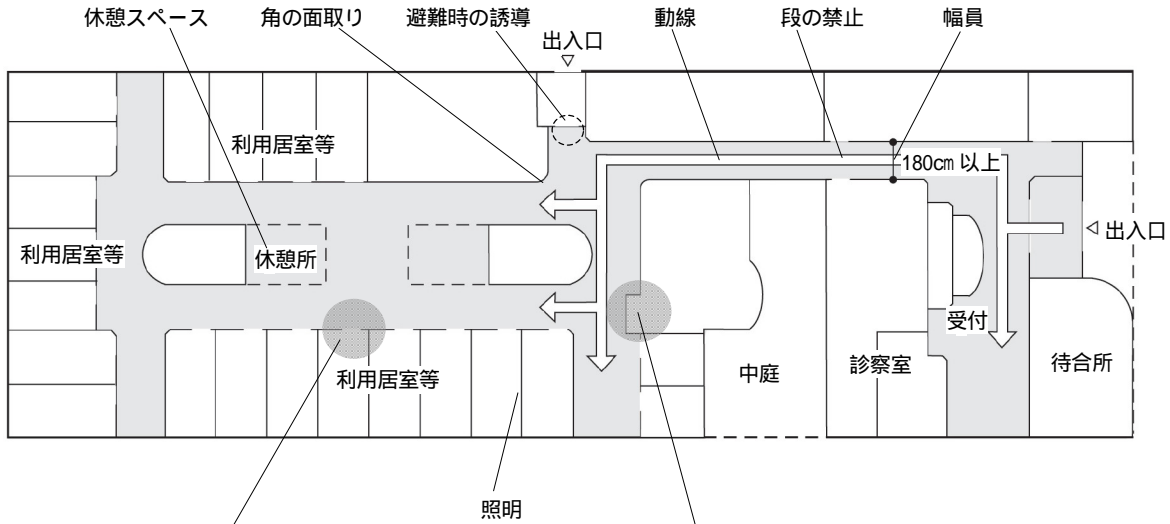 休憩スペース
角の面取り
避難時の誘導
動線
段の禁止
幅員
出入口
利用居室等
180cm 以上
利用居室等
休憩所
出入口
受付
利用居室等
中庭
診察室
待合所
照明